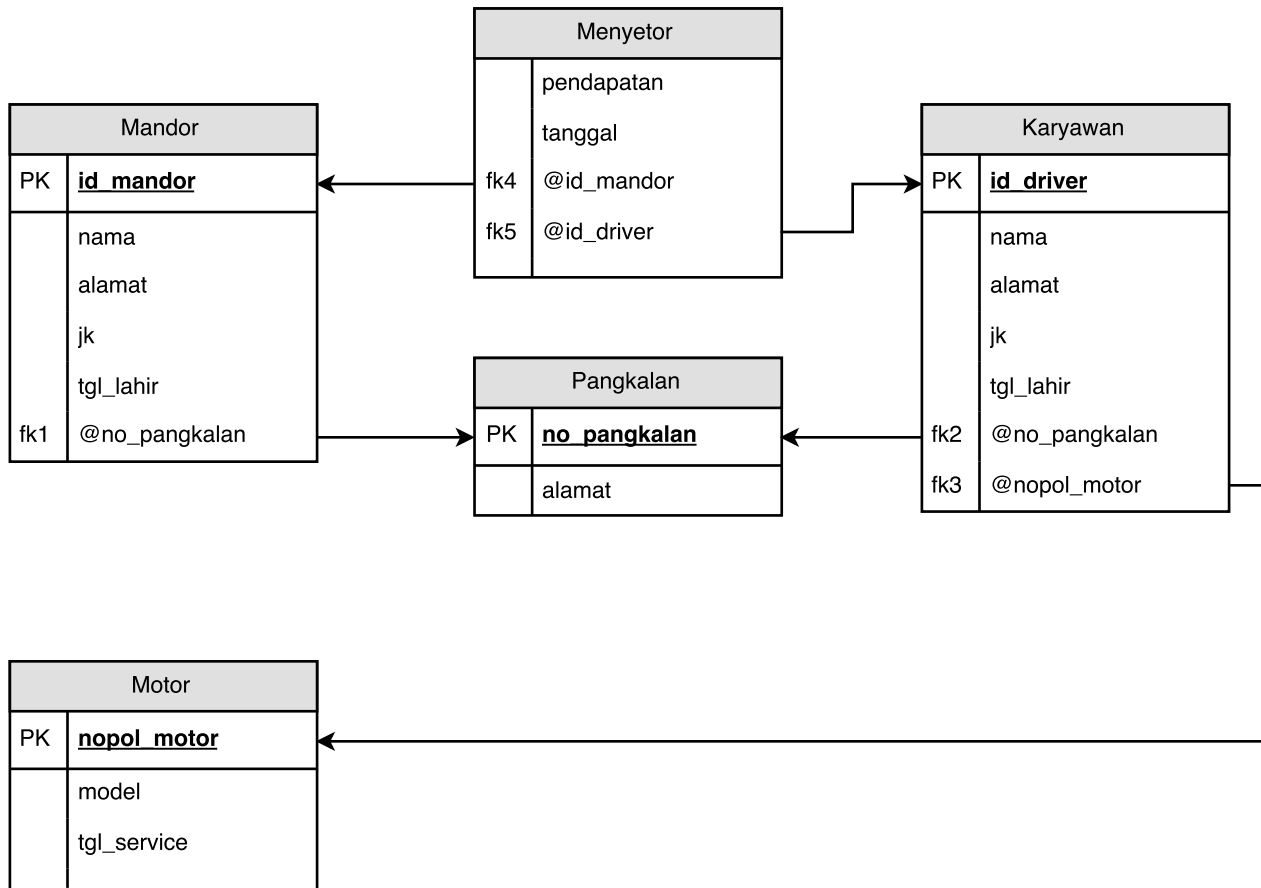 Menyetor
pendapatan
tanggal
fk4 @id_mandor
fk5 @id_driver
Mandor
PK id_mandor
nama
alamat
jk
tgl_lahir
fk1 @no_pangkalan
Karyawan
PK id_driver
nama
alamat
jk
tgl_lahir
fk2 @no_pangkalan
fk3 @nopol_motor
Pangkalan
PK no_pangkalan
alamat
Motor
PK nopol_motor
model
tgl_service